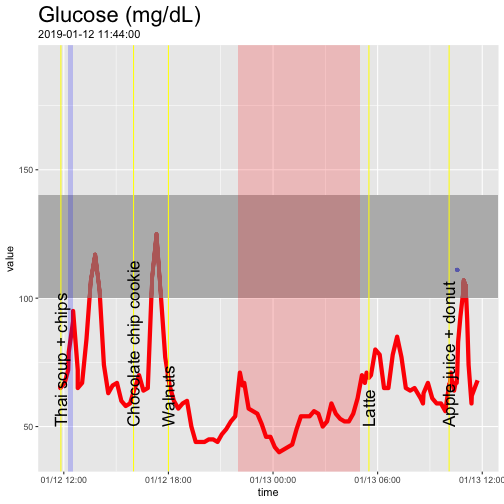 Glucose (mg/dL)
2019-01-12 11:44:00
value
150
100
50
Thai soup + chips
Chocolate chip cookie
Walnuts
Latte
Apple juice + donut
01/12 12:00
01/12 18:00
01/13 00:00
01/13 06:00
01/13 12:00
time